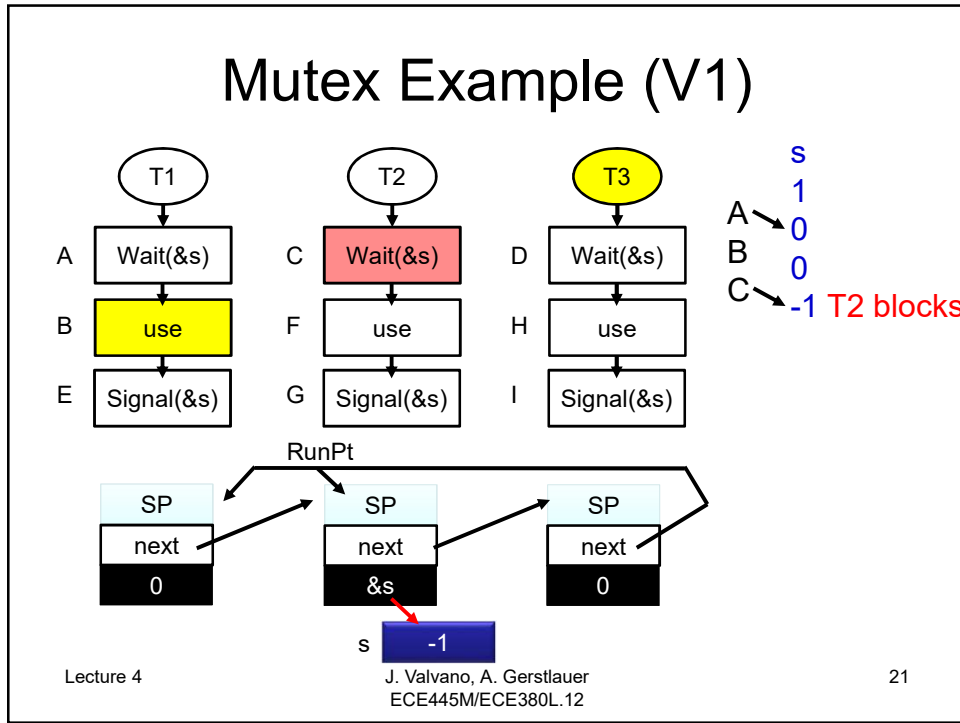 Mutex Example (V1)
T1
T2
T3
A
Wait(&s)
C
Wait(&s)
D
Wait(&s)
B
use
F
use
H
use
E
Signal(&s)
G
Signal(&s)
I
Signal(&s)
s
1
A
0
B
0
C
-1 T2 blocks
RunPt
SP
SP
SP
next
next
next
0
&s
0
s
-1
Lecture 4
J. Valvano, A. Gerstlauer
ECE445M/ECE380L.12
21